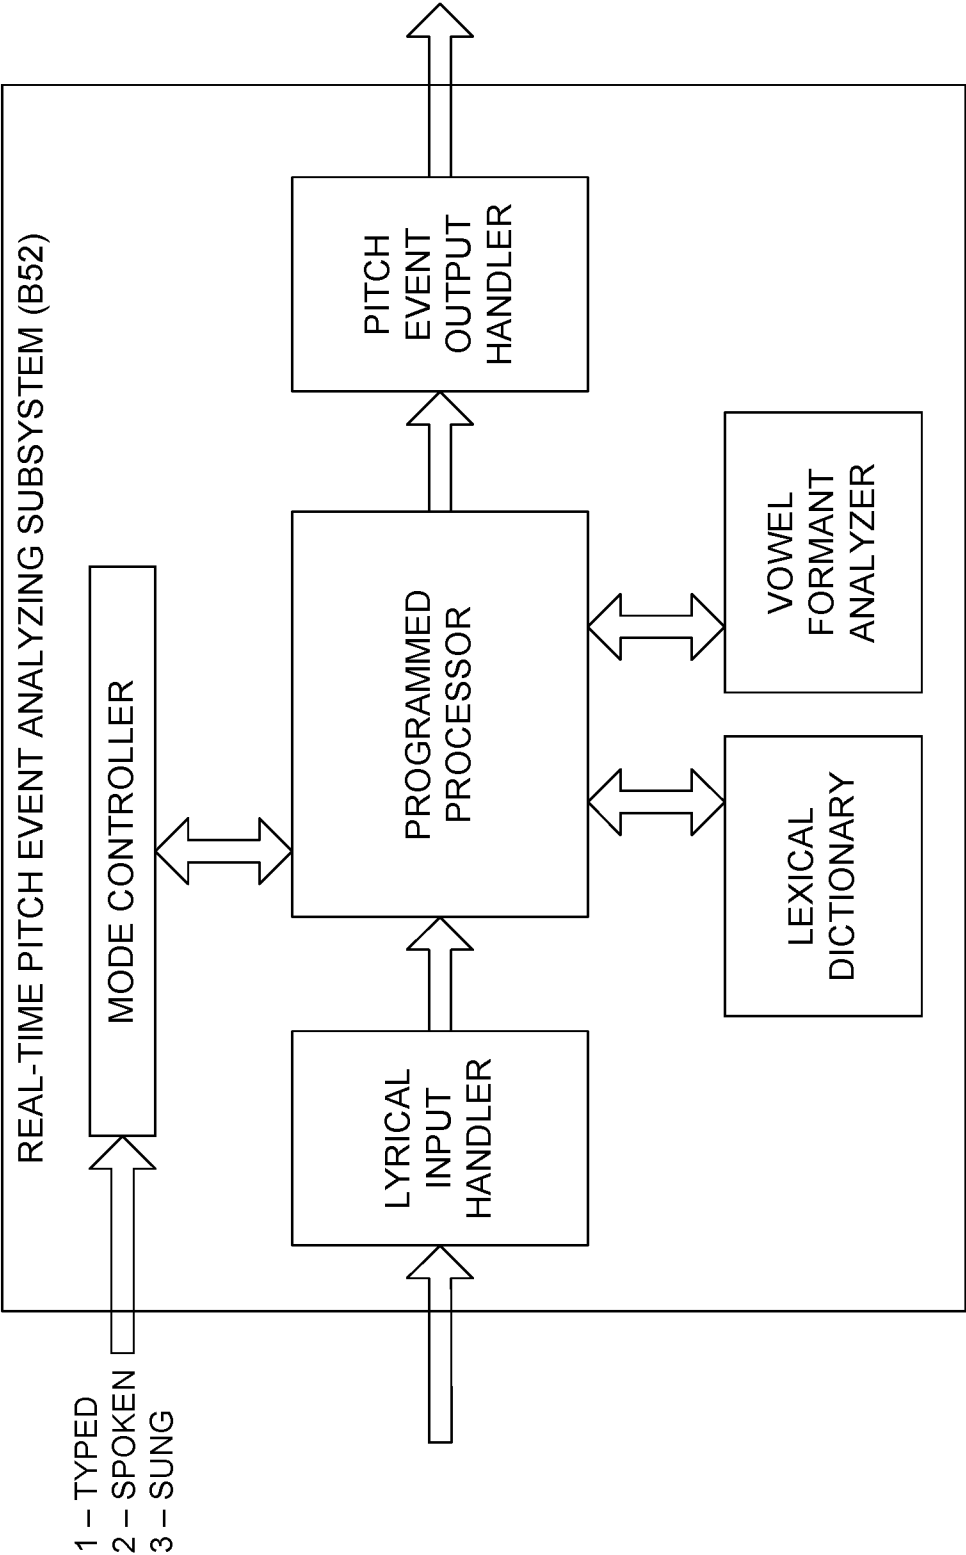 REAL-TIME PITCH EVENT ANALYZING SUBSYSTEM (B52)
1 – TYPED
2 – SPOKEN
3 – SUNG
MODE CONTROLLER
LYRICAL
INPUT
HANDLER
PROGRAMMED
PROCESSOR
PITCH
EVENT
OUTPUT
HANDLER
LEXICAL
DICTIONARY
VOWEL
FORMANT
ANALYZER